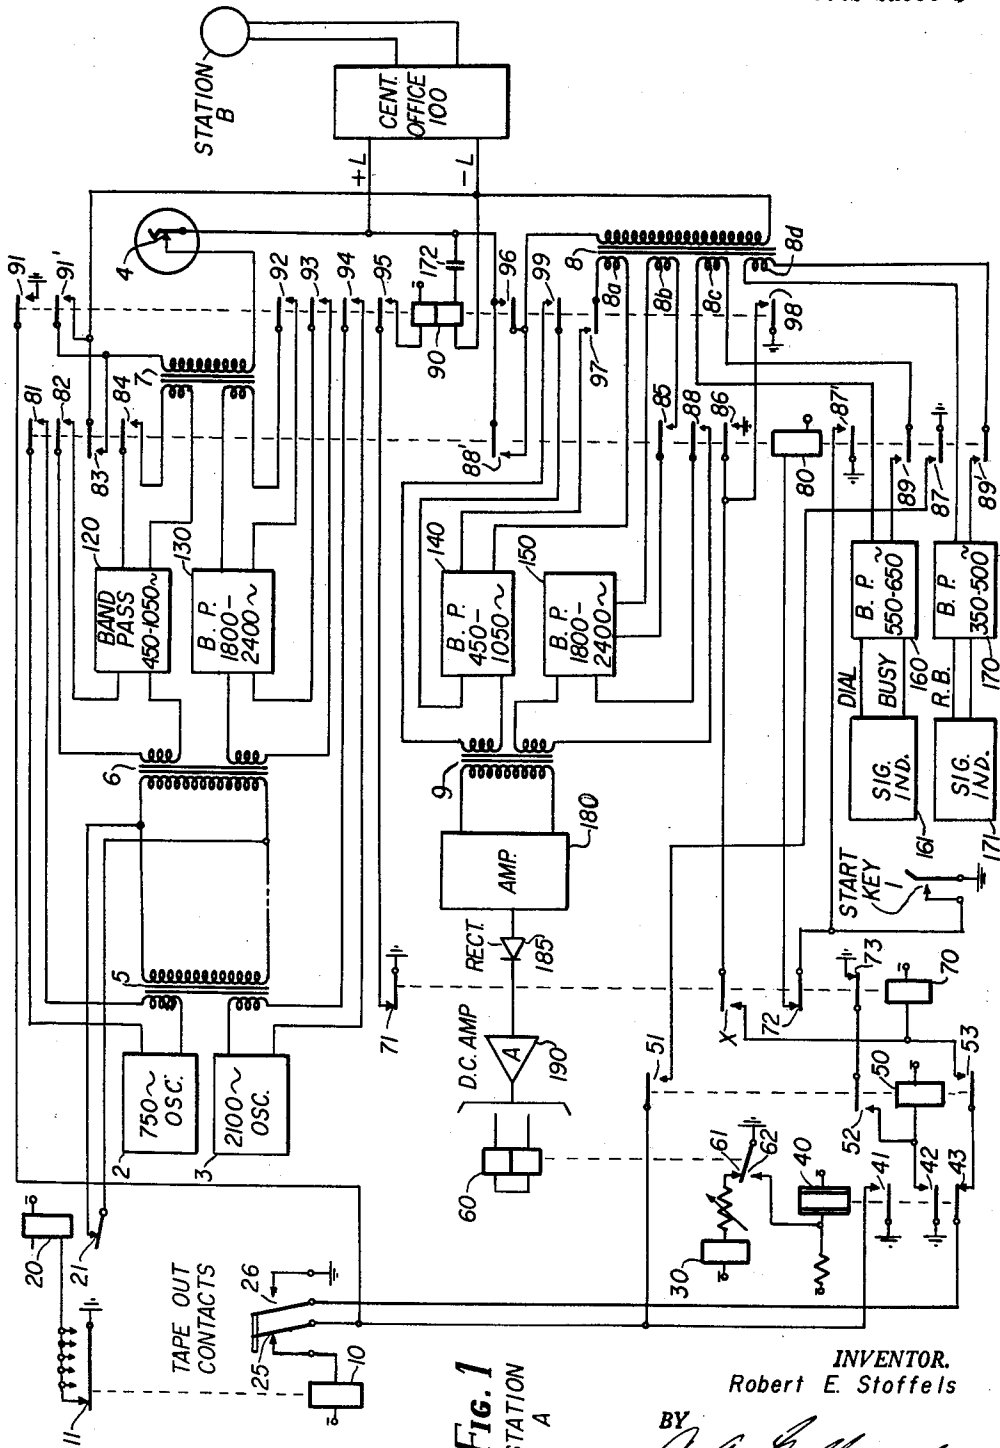 STATION
B
CENT.
OFFICE
100
+L
-L
4
91
91'
81
82
83
84
7
92
93
94
95
90
172
96
99
97
98
8
8a
8b
8c
8d
88'
85
88
86
80
87'
89
87
89'
120
BAND
PASS
450-1050~
130
B.P.
1800-
2400~
140
B.P.
450-
1050~
150
B.P.
1800-
2400~
B.P.
550-650~
160
B.P.
350-500~
170
DIAL
BUSY
R.B.
SIG.
IND.
161
SIG.
IND.
171
6
5
9
AMP.
180
RECT.
185
D.C. AMP
A
190
750~
OSC.
2
2100~
OSC.
3
START
KEY
1
71
X
72
73
70
51
52
50
53
60
61
62
30
40
41
42
43
20
21
11
TAPE OUT
CONTACTS
26
25
10
FIG. 1
STATION
A
INVENTOR.
Robert E. Stoffels
BY